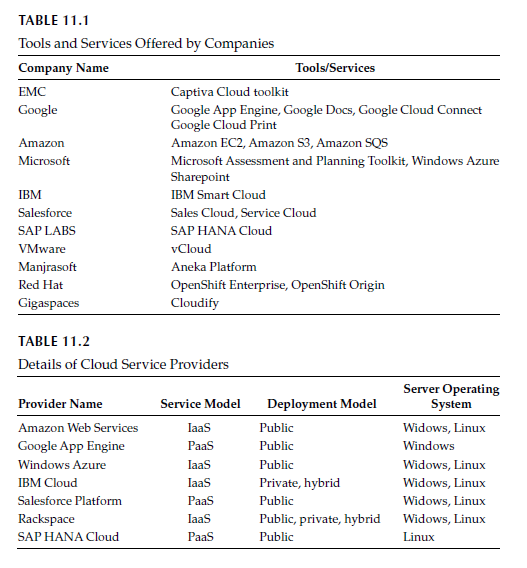 TABLE 11.1
Tools and Services Offered by Companies
Company Name Tools/Services
EMC Captiva Cloud toolkit
Google Google App Engine, Google Docs, Google Cloud Connect
Google Cloud Print
Amazon Amazon EC2, Amazon S3, Amazon SQS
Microsoft Microsoft Assessment and Planning Toolkit, Windows Azure
Sharepoint
IBM IBM Smart Cloud
Salesforce Sales Cloud, Service Cloud
SAP LABS SAP HANA Cloud
VMware vCloud
Manjrasoft Aneka Platform
Red Hat OpenShift Enterprise, OpenShift Origin
Gigaspaces Cloudify
TABLE 11.2
Details of Cloud Service Providers
Provider Name Service Model Deployment Model Server Operating
System
Amazon Web Services IaaS Public Widows, Linux
Google App Engine PaaS Public Windows
Windows Azure IaaS Public Widows, Linux
IBM Cloud IaaS Private, hybrid Widows, Linux
Salesforce Platform PaaS Public Widows, Linux
Rackspace IaaS Public, private, hybrid Widows, Linux
SAP HANA Cloud PaaS Public Linux